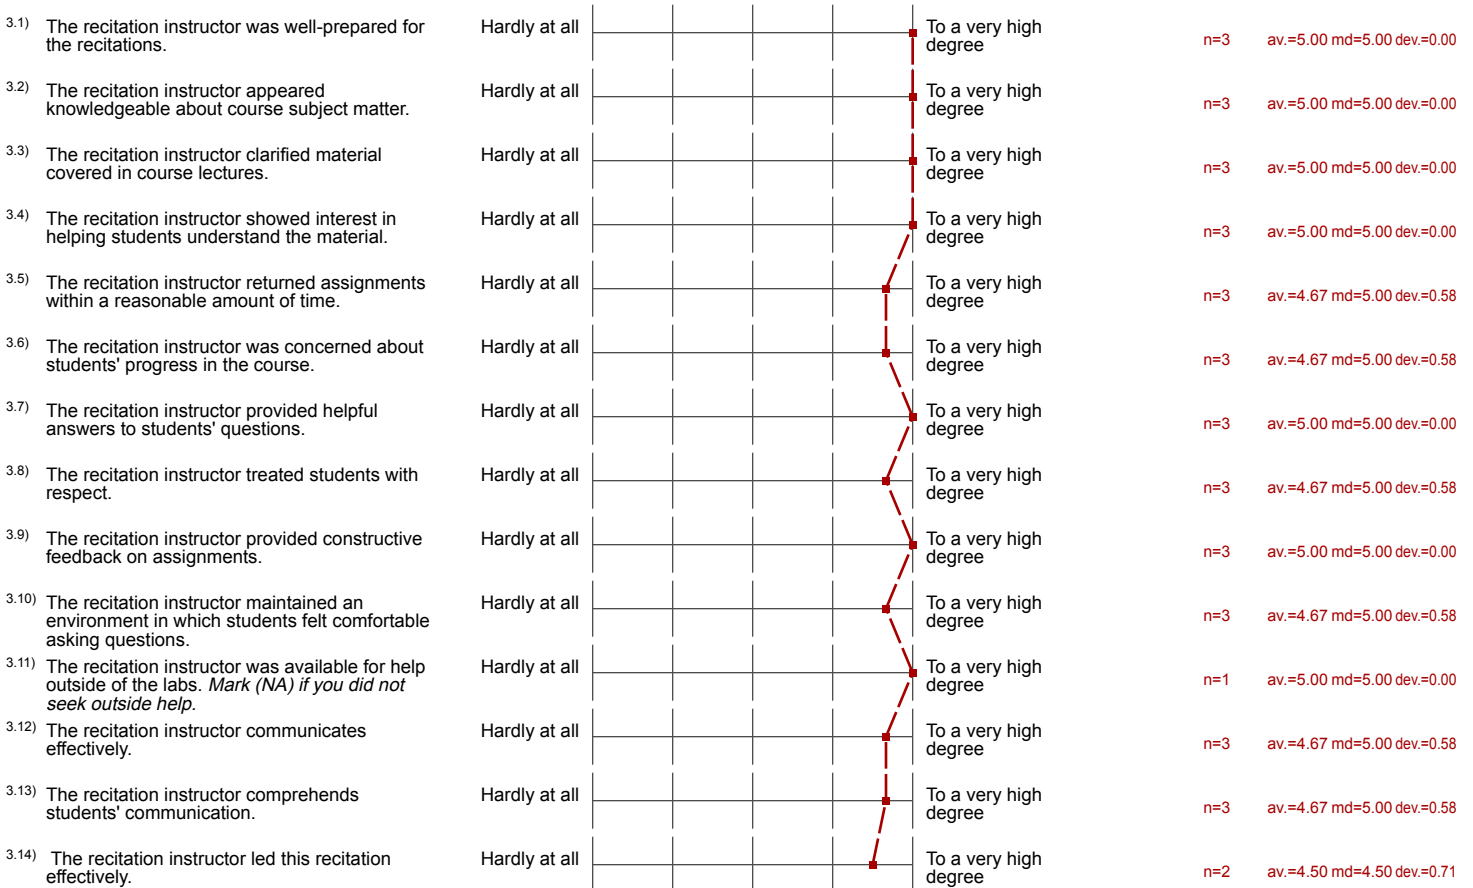 3.1) The recitation instructor was well-prepared for Hardly at all To a very high n=3 av.=5.00 md=5.00 dev.=0.00
the recitations. degree
3.2) The recitation instructor appeared Hardly at all To a very high n=3 av.=5.00 md=5.00 dev.=0.00
knowledgeable about course subject matter. degree
3.3) The recitation instructor clarified material Hardly at all To a very high n=3 av.=5.00 md=5.00 dev.=0.00
covered in course lectures. degree
3.4) The recitation instructor showed interest in Hardly at all To a very high n=3 av.=5.00 md=5.00 dev.=0.00
helping students understand the material. degree
3.5) The recitation instructor returned assignments Hardly at all To a very high n=3 av.=4.67 md=5.00 dev.=0.58
within a reasonable amount of time. degree
3.6) The recitation instructor was concerned about Hardly at all To a very high n=3 av.=4.67 md=5.00 dev.=0.58
students' progress in the course. degree
3.7) The recitation instructor provided helpful Hardly at all To a very high n=3 av.=5.00 md=5.00 dev.=0.00
answers to students' questions. degree
3.8) The recitation instructor treated students with Hardly at all To a very high n=3 av.=4.67 md=5.00 dev.=0.58
respect. degree
3.9) The recitation instructor provided constructive Hardly at all To a very high n=3 av.=5.00 md=5.00 dev.=0.00
feedback on assignments. degree
3.10) The recitation instructor maintained an Hardly at all To a very high n=3 av.=4.67 md=5.00 dev.=0.58
environment in which students felt comfortable degree
asking questions.
3.11) The recitation instructor was available for help Hardly at all To a very high n=1 av.=5.00 md=5.00 dev.=0.00
outside of the labs. Mark (NA) if you did not degree
seek outside help.
3.12) The recitation instructor communicates Hardly at all To a very high n=3 av.=4.67 md=5.00 dev.=0.58
effectively. degree
3.13) The recitation instructor comprehends Hardly at all To a very high n=3 av.=4.67 md=5.00 dev.=0.58
students' communication. degree
3.14) The recitation instructor led this recitation Hardly at all To a very high n=2 av.=4.50 md=4.50 dev.=0.71
effectively. degree